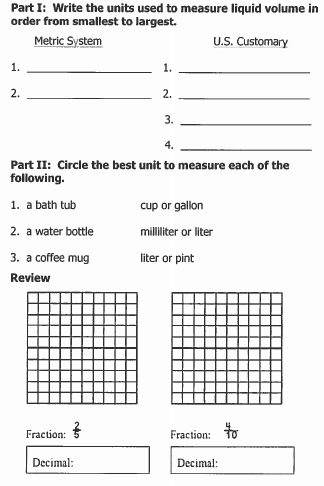 Part I: Write the units used to measure liquid volume in
order from smallest to largest.
Metric System U.S. Customary
1. 1.
2. 2.
3.
4.
Part II: Circle the best unit to measure each of the
following.
1. a bath tub cup or gallon
2. a water bottle milliliter or liter
3. a coffee mug liter or pint
Review
Fraction: 2/5 Fraction: 4/10
Decimal: Decimal: